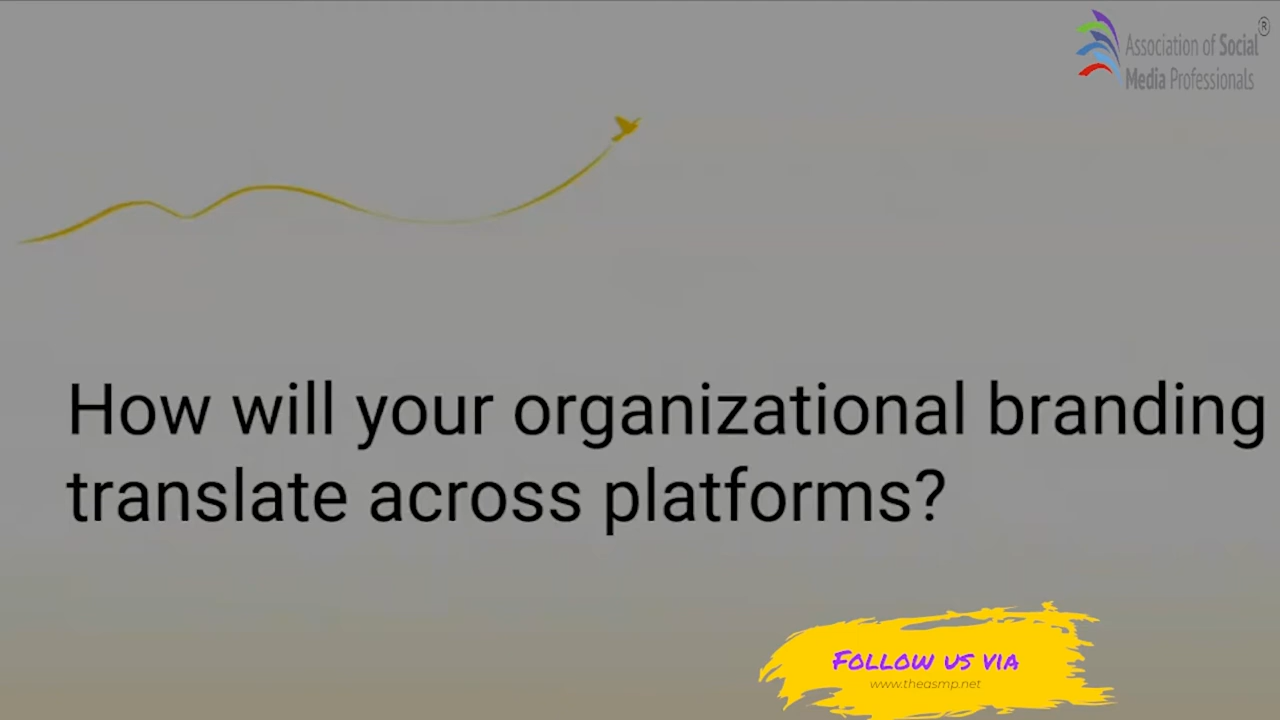 Association of Social®
Media Professionals
How will your organizational branding
translate across platforms?
Follow us via
www.theasmp.net